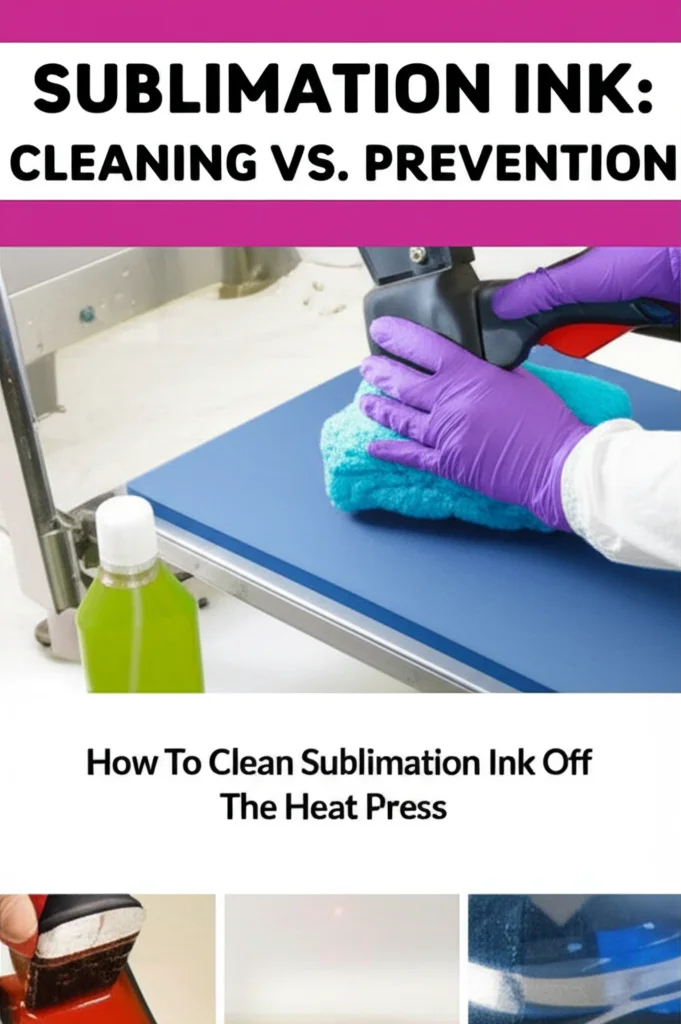 SUBLIMATION INK:
CLEANING VS. PREVENTION
How To Clean Sublimation Ink Off
The Heat Press